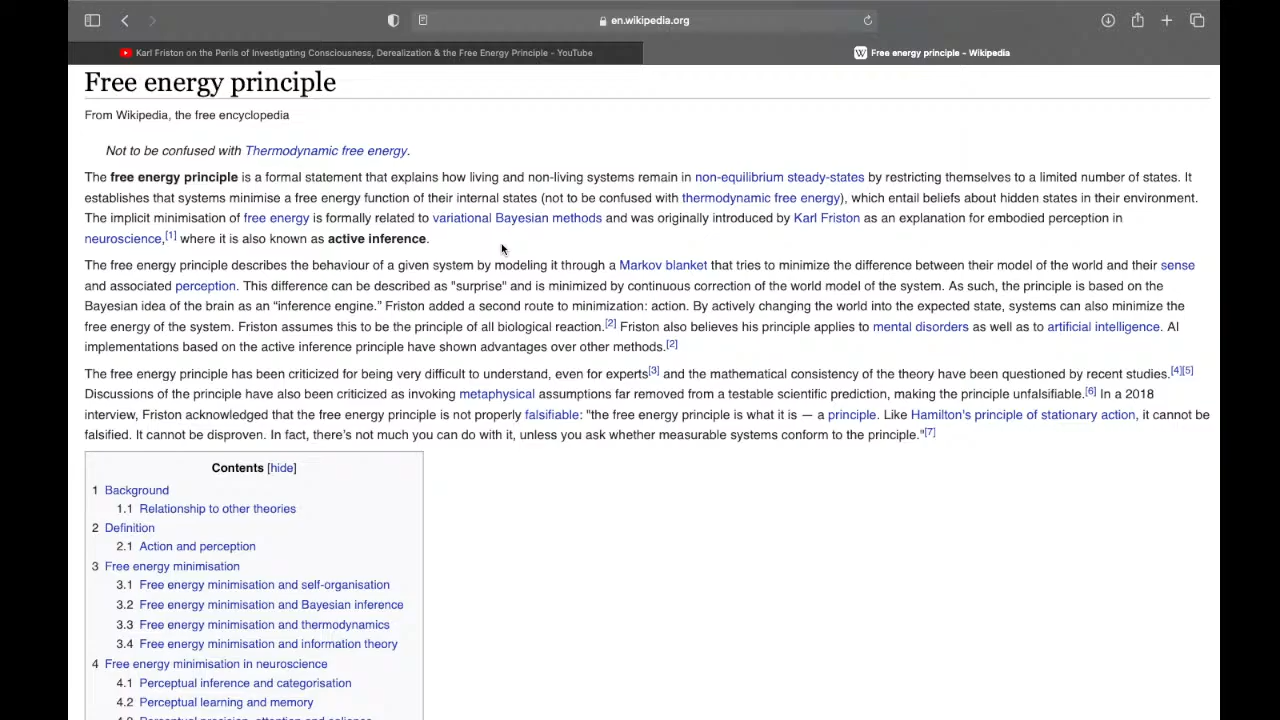 en.wikipedia.org
Karl Friston on the Perils of Investigating Consciousness, Derealization & the Free Energy Principle - YouTube
W Free energy principle - Wikipedia
Free energy principle
From Wikipedia, the free encyclopedia
Not to be confused with Thermodynamic free energy.
The free energy principle is a formal statement that explains how living and non-living systems remain in non-equilibrium steady-states by restricting themselves to a limited number of states. It
establishes that systems minimise a free energy function of their internal states (not to be confused with thermodynamic free energy), which entail beliefs about hidden states in their environment.
The implicit minimisation of free energy is formally related to variational Bayesian methods and was originally introduced by Karl Friston as an explanation for embodied perception in
neuroscience,[1] where it is also known as active inference.
The free energy principle describes the behaviour of a given system by modeling it through a Markov blanket that tries to minimize the difference between their model of the world and their sense
and associated perception. This difference can be described as "surprise" and is minimized by continuous correction of the world model of the system. As such, the principle is based on the
Bayesian idea of the brain as an “inference engine.” Friston added a second route to minimization: action. By actively changing the world into the expected state, systems can also minimize the
free energy of the system. Friston assumes this to be the principle of all biological reaction.[2] Friston also believes his principle applies to mental disorders as well as to artificial intelligence. AI
implementations based on the active inference principle have shown advantages over other methods.[2]
The free energy principle has been criticized for being very difficult to understand, even for experts[3] and the mathematical consistency of the theory have been questioned by recent studies.[4][5]
Discussions of the principle have also been criticized as invoking metaphysical assumptions far removed from a testable scientific prediction, making the principle unfalsifiable.[6] In a 2018
interview, Friston acknowledged that the free energy principle is not properly falsifiable: "the free energy principle is what it is — a principle. Like Hamilton's principle of stationary action, it cannot be
falsified. It cannot be disproven. In fact, there's not much you can do with it, unless you ask whether measurable systems conform to the principle."[7]
Contents [hide]
1 Background
1.1 Relationship to other theories
2 Definition
2.1 Action and perception
3 Free energy minimisation
3.1 Free energy minimisation and self-organisation
3.2 Free energy minimisation and Bayesian inference
3.3 Free energy minimisation and thermodynamics
3.4 Free energy minimisation and information theory
4 Free energy minimisation in neuroscience
4.1 Perceptual inference and categorisation
4.2 Perceptual learning and memory